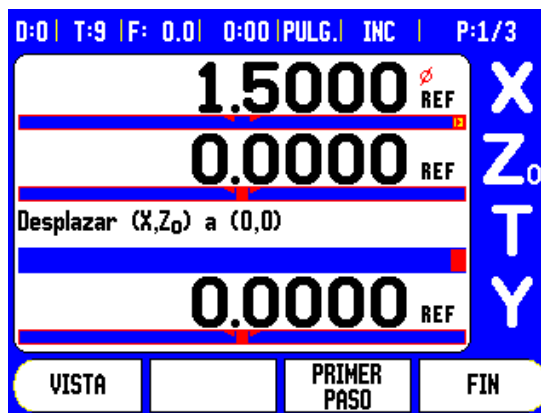 D:0| T:9 |F: 0.0| 0:00|PULG.| INC | P:1/3
1.5000 Ø REF X
0.0000 REF Z₀
Desplazar (X,Z₀) a (0,0)
T
0.0000 REF Y
VISTA
PRIMER PASO
FIN